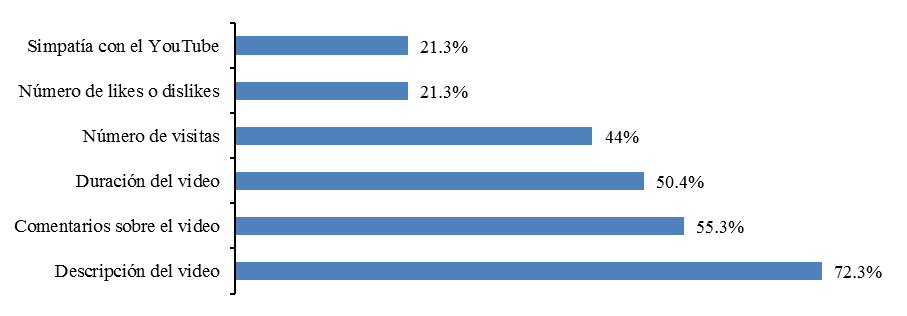 Simpatía con el YouTube 21.3%
Número de likes o dislikes 21.3%
Número de visitas 44%
Duración del video 50.4%
Comentarios sobre el video 55.3%
Descripción del video 72.3%